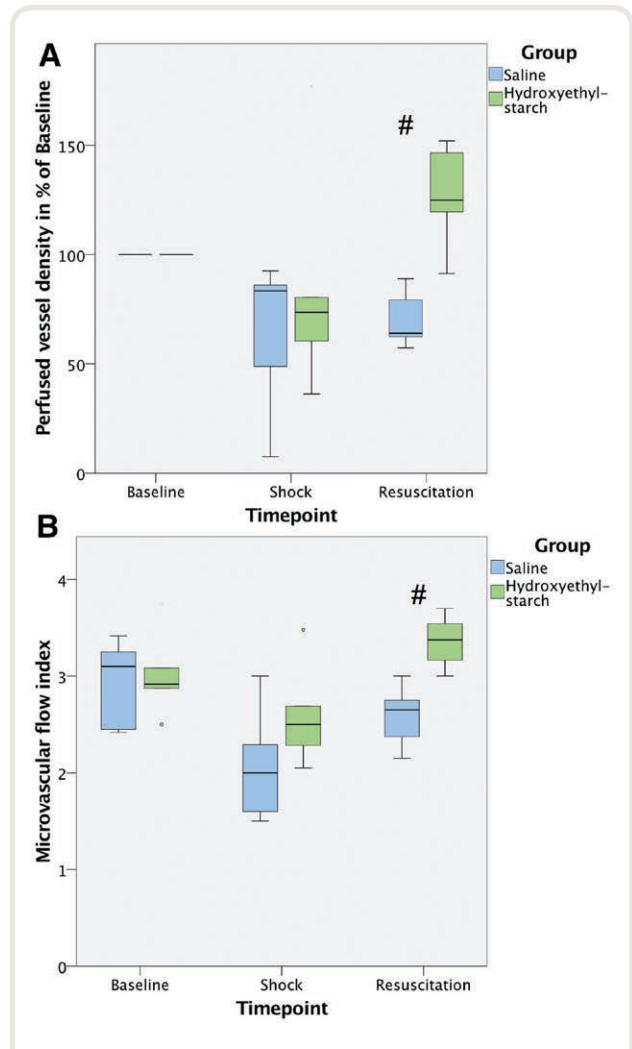 A
Group
Saline
Hydroxyethyl-
starch
#
Perfused vessel density in % of Baseline
150
100
50
0
Baseline Shock Resuscitation
Timepoint
B
Group
Saline
Hydroxyethyl-
starch
#
Microvascular flow index
4
3
2
1
0
Baseline Shock Resuscitation
Timepoint